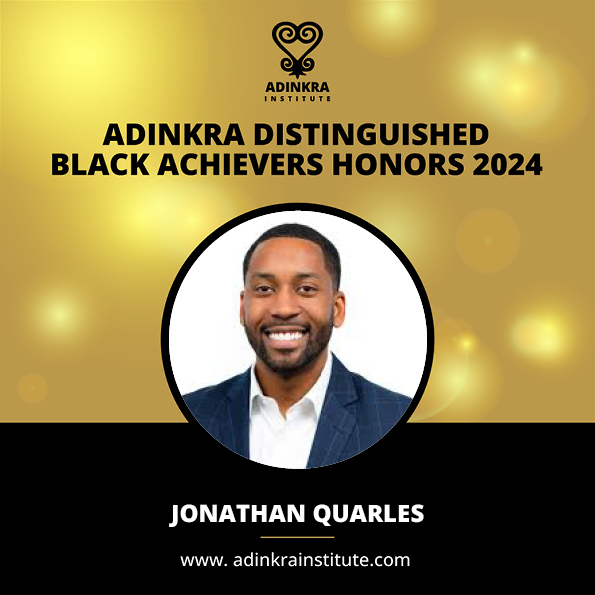 ADINKRA
INSTITUTE
ADINKRA DISTINGUISHED
BLACK ACHIEVERS HONORS 2024
JONATHAN QUARLES
www. adinkrainstitute.com